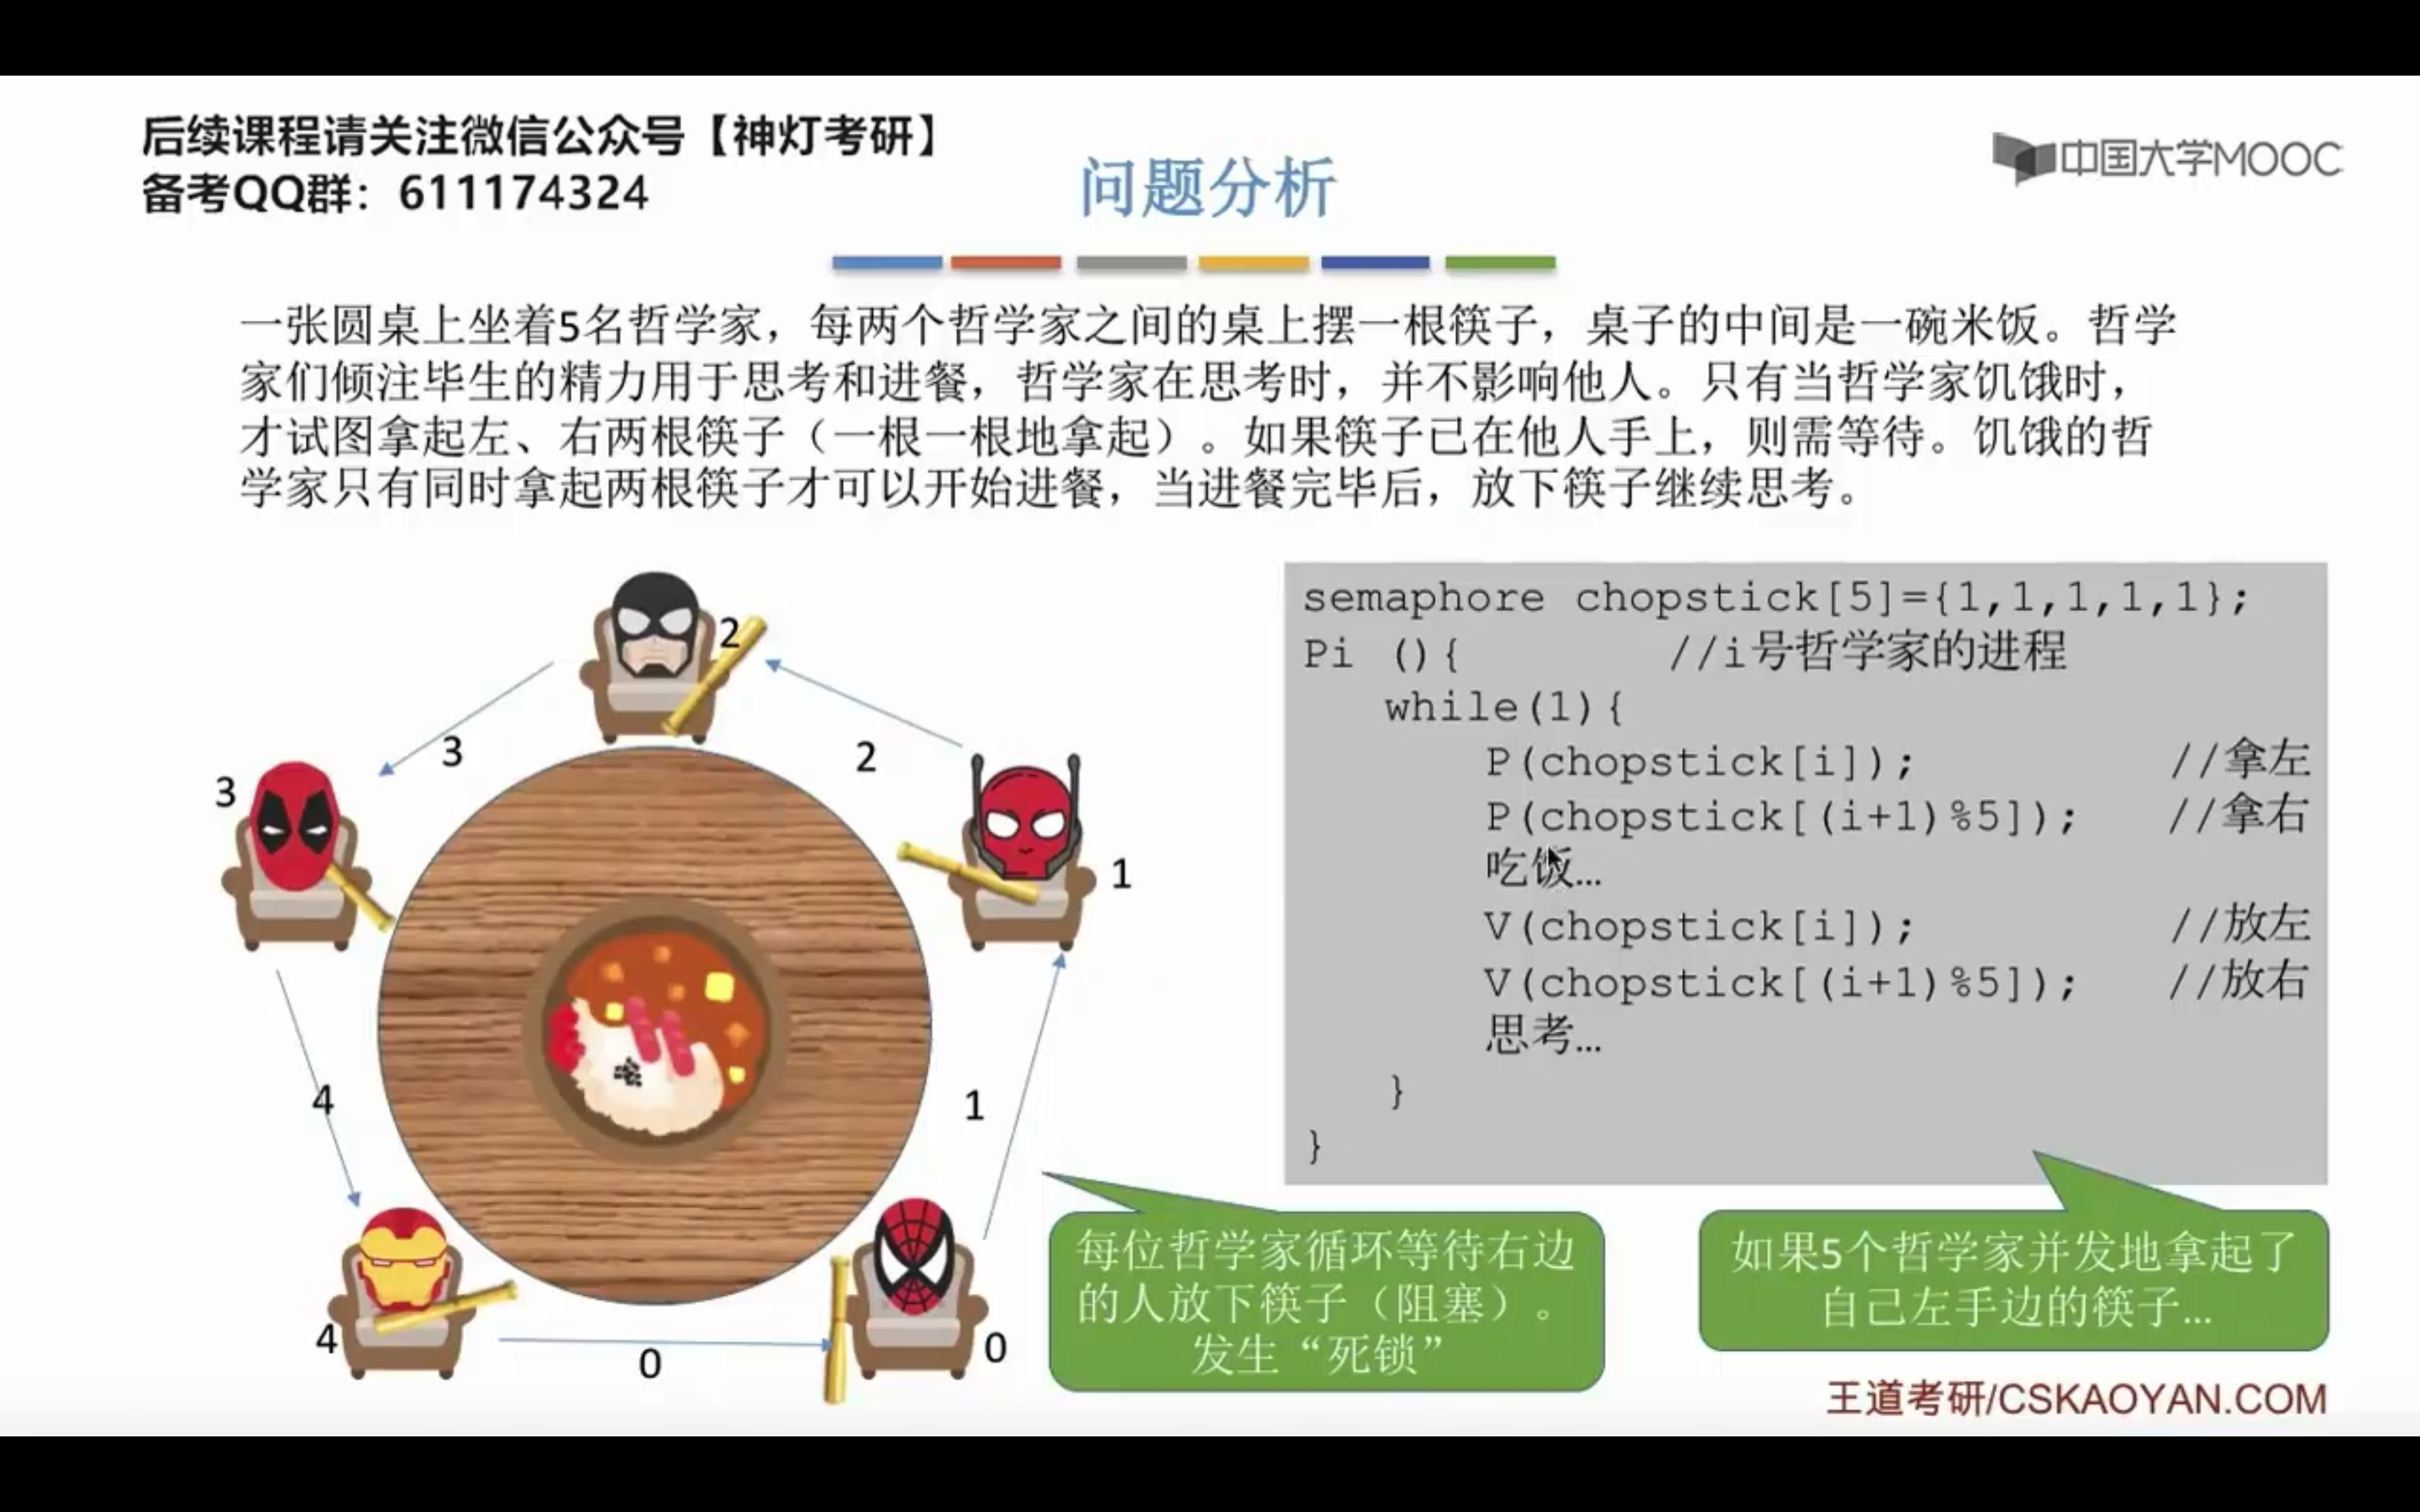 后续课程请关注微信公众号【神灯考研】
备考QQ群：611174324
中国大学MOOC
问题分析
一张圆桌上坐着5名哲学家，每两个哲学家之间的桌上摆一根筷子，桌子的中间是一碗米饭。哲学
家们倾注毕生的精力用于思考和进餐，哲学家在思考时，并不影响他人。只有当哲学家饥饿时，
才试图拿起左、右两根筷子（一根一根地拿起）。如果筷子已在他人手上，则需等待。饥饿的哲
学家只有同时拿起两根筷子才可以开始进餐，当进餐完毕后，放下筷子继续思考。
2
3
2
3
1
4
1
4
0
0
semaphore chopstick[5]={1,1,1,1,1};
Pi (){ //i号哲学家的进程
while(1){
P(chopstick[i]); //拿左
P(chopstick[(i+1)%5]); //拿右
吃饭…
V(chopstick[i]); //放左
V(chopstick[(i+1)%5]); //放右
思考…
}
}
每位哲学家循环等待右边
的人放下筷子（阻塞）。
发生“死锁”
如果5个哲学家并发地拿起了
自己左手边的筷子…
王道考研/CSKAOYAN.COM